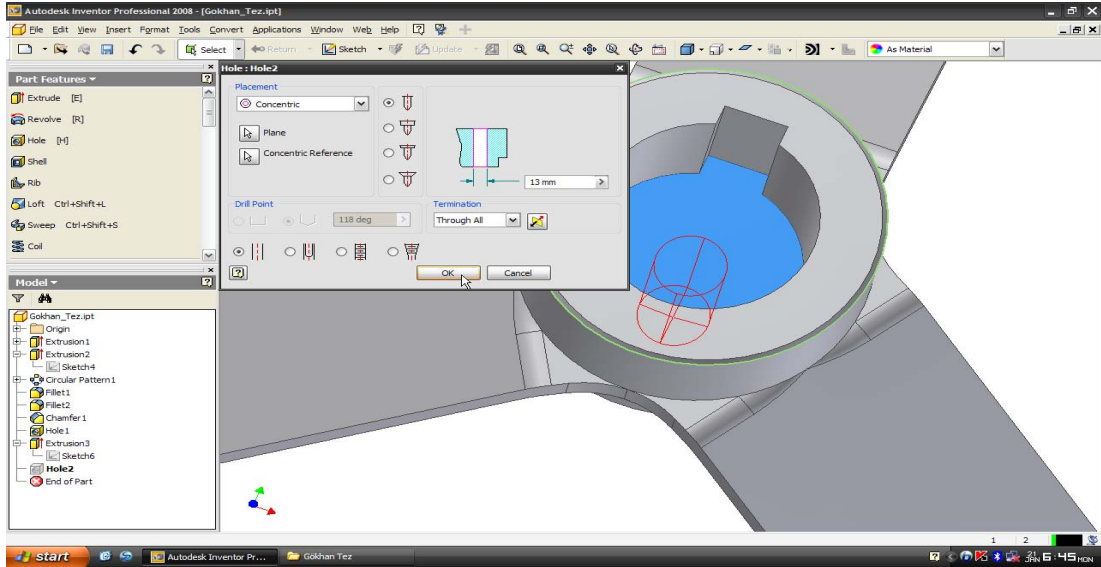 Autodesk Inventor Professional 2008 - [Gokhan_Tez.ipt]
File Edit View Insert Format Tools Convert Applications Window Web Help
Select Return Sketch Update As Material
Part Features
Extrude [E]
Revolve [R]
Hole [H]
Shell
Rib
Loft Ctrl+Shift+L
Sweep Ctrl+Shift+S
Coil
Hole : Hole2
Placement
Concentric
Plane
Concentric Reference
13 mm
Drill Point
118 deg
Termination
Through All
OK Cancel
Model
Gokhan_Tez.ipt
Origin
Extrusion1
Extrusion2
Sketch4
Circular Pattern1
Fillet1
Fillet2
Chamfer1
Hole1
Extrusion3
Sketch6
Hole2
End of Part
1 2
start Autodesk Inventor Pr... Gökhan Tez 21 JAN 6:45 MON